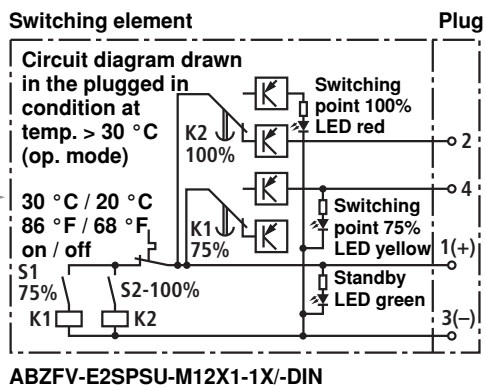 Switching element
Plug
Circuit diagram drawn
in the plugged in
condition at
temp. > 30 °C
(op. mode)
Switching
point 100%
LED red
K2
100%
2
30 °C / 20 °C
86 °F / 68 °F
on / off
4
Switching
point 75%
LED yellow
K1
75%
1(+)
S1
75%
S2-100%
Standby
LED green
K1
K2
3(–)
ABZFV-E2SPSU-M12X1-1X/-DIN